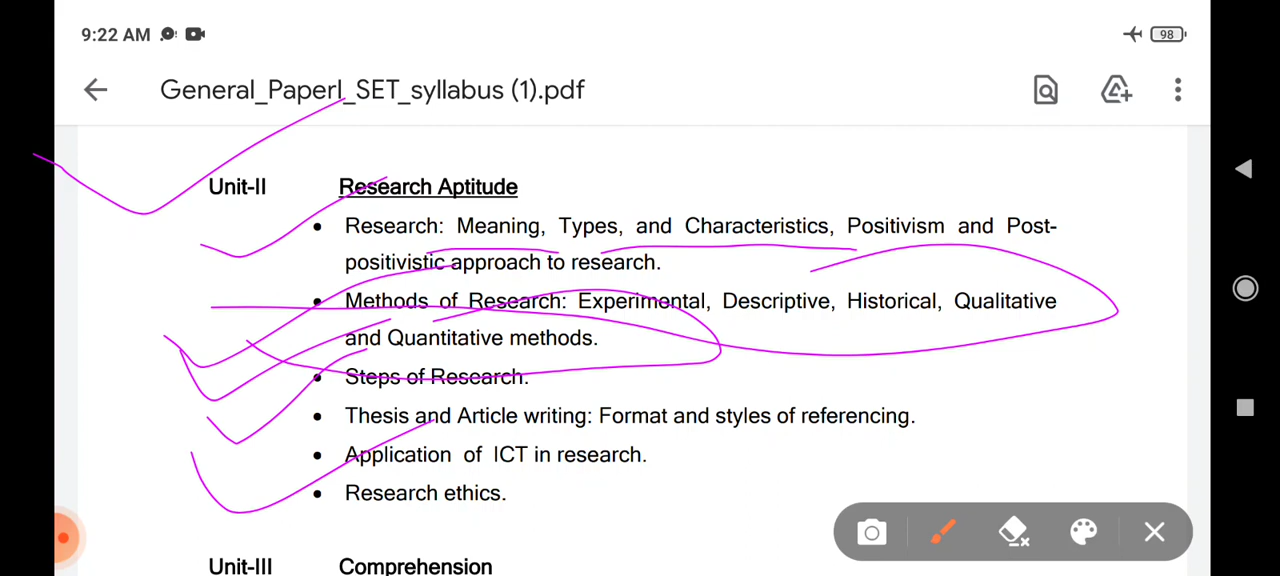 9:22 AM
98
General_PaperI_SET_syllabus (1).pdf
Unit-II Research Aptitude
• Research: Meaning, Types, and Characteristics, Positivism and Post-
positivistic approach to research.
• Methods of Research: Experimental, Descriptive, Historical, Qualitative
and Quantitative methods.
• Steps of Research.
• Thesis and Article writing: Format and styles of referencing.
• Application of ICT in research.
• Research ethics.
Unit-III Comprehension